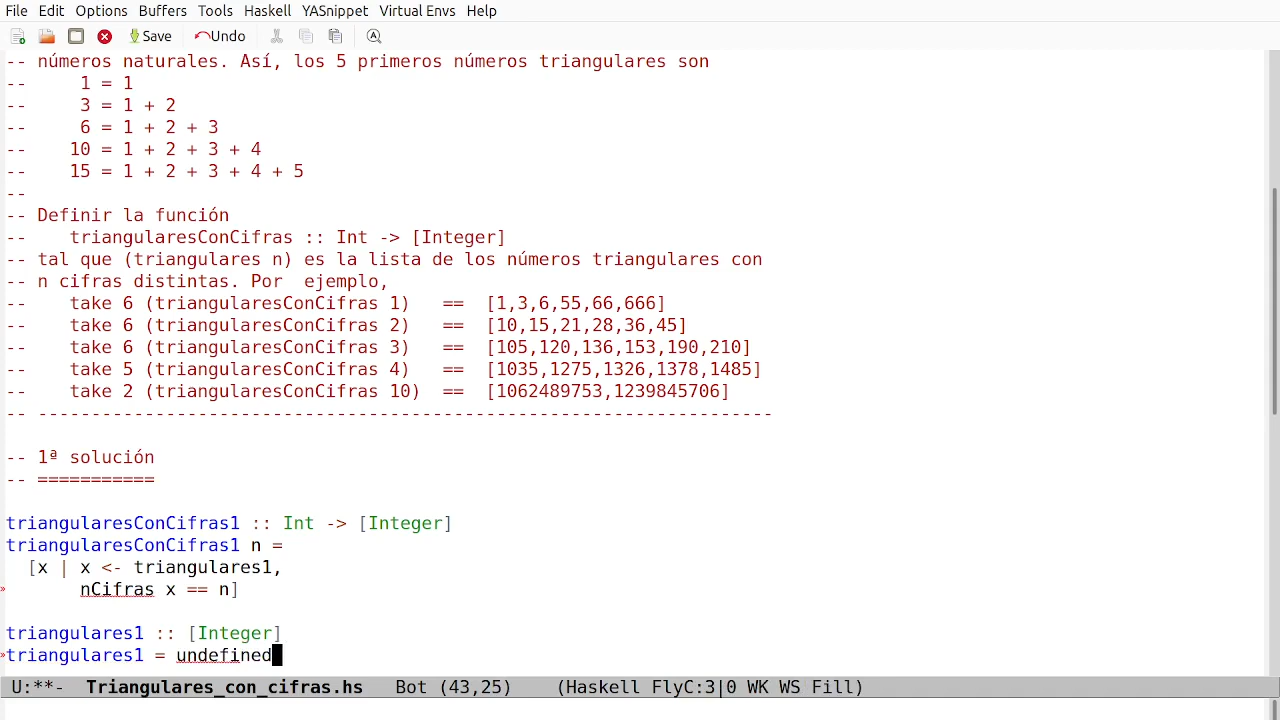 File Edit Options Buffers Tools Haskell YASnippet Virtual Envs Help
Save Undo
-- números naturales. Así, los 5 primeros números triangulares son
--     1 = 1
--     3 = 1 + 2
--     6 = 1 + 2 + 3
--    10 = 1 + 2 + 3 + 4
--    15 = 1 + 2 + 3 + 4 + 5
--
-- Definir la función
--    triangularesConCifras :: Int -> [Integer]
-- tal que (triangulares n) es la lista de los números triangulares con
-- n cifras distintas. Por  ejemplo,
--    take 6 (triangularesConCifras 1)   ==  [1,3,6,55,66,666]
--    take 6 (triangularesConCifras 2)   ==  [10,15,21,28,36,45]
--    take 6 (triangularesConCifras 3)   ==  [105,120,136,153,190,210]
--    take 5 (triangularesConCifras 4)   ==  [1035,1275,1326,1378,1485]
--    take 2 (triangularesConCifras 10)  ==  [1062489753,1239845706]
-- ---------------------------------------------------------------------
-- 1ª solución
-- ===========
triangularesConCifras1 :: Int -> [Integer]
triangularesConCifras1 n =
  [x | x <- triangulares1,
       nCifras x == n]
triangulares1 :: [Integer]
triangulares1 = undefined
U:**-  Triangulares_con_cifras.hs   Bot (43,25)    (Haskell FlyC:3|0 WK WS Fill)